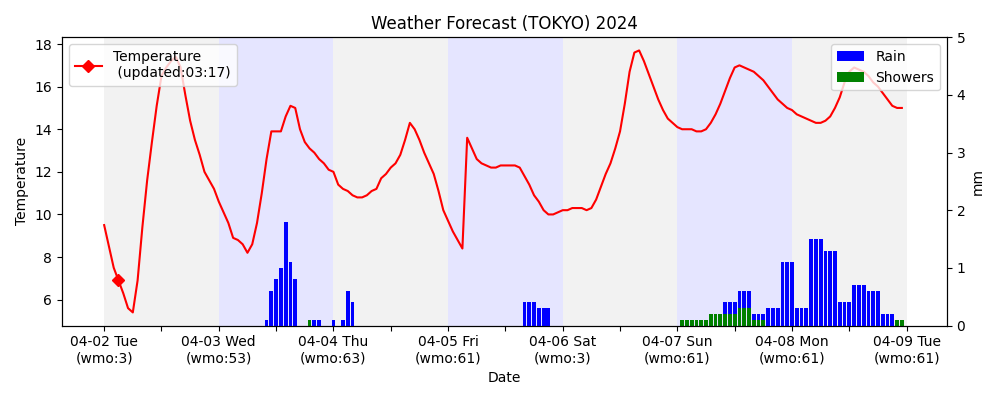 Weather Forecast (TOKYO) 2024
Temperature
(updated:03:17)
Rain
Showers
18
16
14
12
10
8
6
Temperature
5
4
3
2
1
0
mm
04-02 Tue
(wmo:3)
04-03 Wed
(wmo:53)
04-04 Thu
(wmo:63)
04-05 Fri
(wmo:61)
04-06 Sat
(wmo:3)
04-07 Sun
(wmo:61)
04-08 Mon
(wmo:61)
04-09 Tue
(wmo:61)
Date